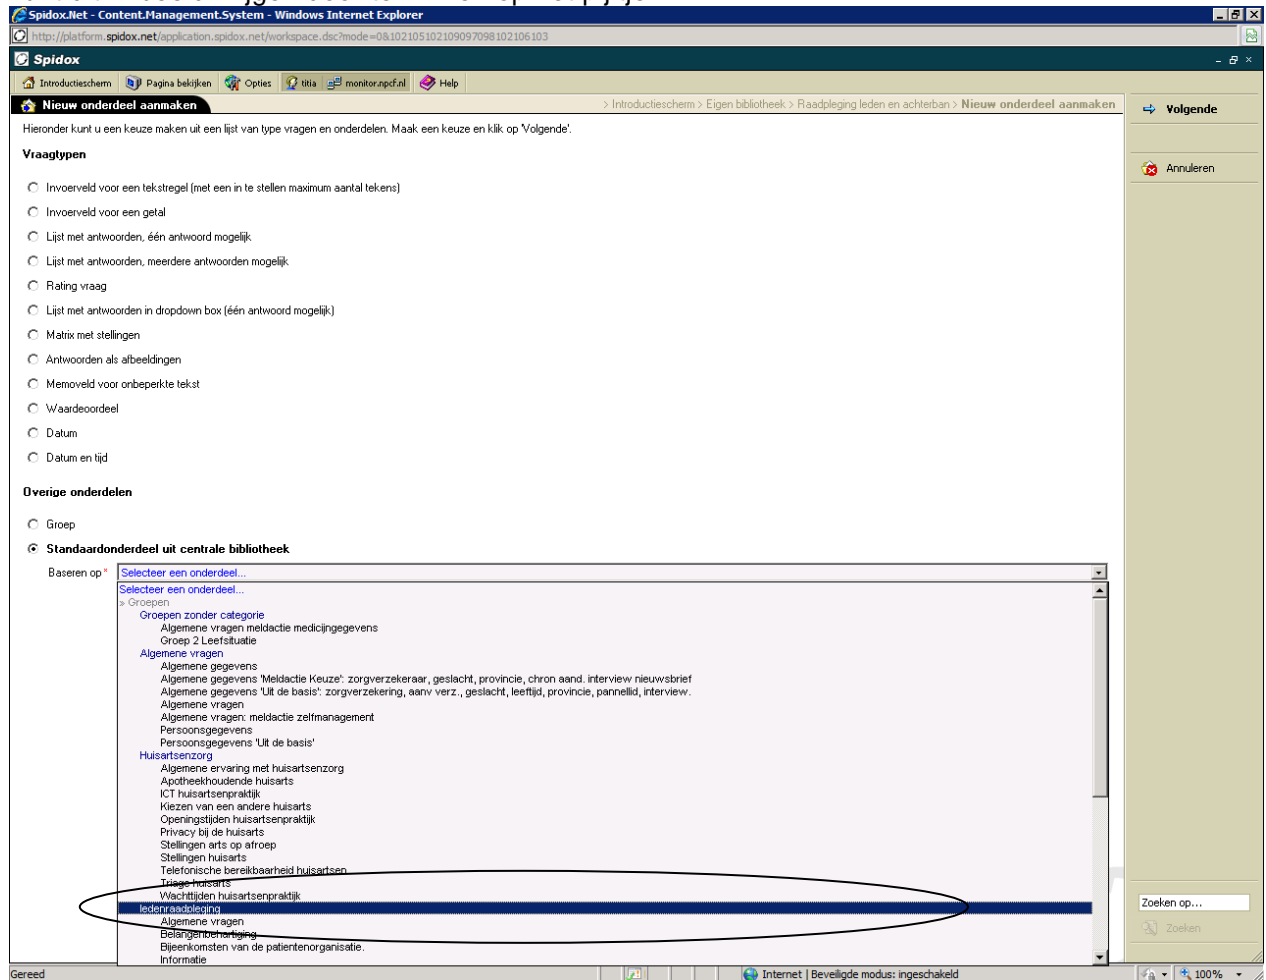 Spidox.Net - Content.Management.System - Windows Internet Explorer
http://platform.spidox.net/application.spidox.net/workspace.dsc?mode=0&102105102109097098102106103
Spidox
Introductiescherm Pagina bekijken Opties titia monitor.npcf.nl Help
Nieuw onderdeel aanmaken > Introductiescherm > Eigen bibliotheek > Raadpleging leden en achterban > Nieuw onderdeel aanmaken
Volgende
Hieronder kunt u een keuze maken uit een lijst van type vragen en onderdelen. Maak een keuze en klik op 'Volgende'.
Vraagtypen
Annuleren
Invoerveld voor een tekstregel (met een in te stellen maximum aantal tekens)
Invoerveld voor een getal
Lijst met antwoorden, één antwoord mogelijk
Lijst met antwoorden, meerdere antwoorden mogelijk
Rating vraag
Lijst met antwoorden in dropdown box (één antwoord mogelijk)
Matrix met stellingen
Antwoorden als afbeeldingen
Memoveld voor onbeperkte tekst
Waardeoordeel
Datum
Datum en tijd
Overige onderdelen
Groep
Standaardonderdeel uit centrale bibliotheek
Baseren op * Selecteer een onderdeel...
Selecteer een onderdeel...
» Groepen
Groepen zonder categorie
Algemene vragen meldactie medicijngegevens
Groep 2 Leefsituatie
Algemene vragen
Algemene gegevens
Algemene gegevens 'Meldactie Keuze': zorgverzekeraar, geslacht, provincie, chron aand. interview nieuwsbrief
Algemene gegevens 'Uit de basis': zorgverzekering, aanv verz., geslacht, leeftijd, provincie, pannellid, interview.
Algemene vragen
Algemene vragen: meldactie zelfmanagement
Persoonsgegevens
Persoonsgegevens 'Uit de basis'
Huisartsenzorg
Algemene ervaring met huisartsenzorg
Apotheekhoudende huisarts
ICT huisartsenpraktijk
Kiezen van een andere huisarts
Openingstijden huisartsenpraktijk
Privacy bij de huisarts
Stellingen arts op afroep
Stellingen huisarts
Telefonische bereikbaarheid huisartsen
Triage huisarts
Wachttijden huisartsenpraktijk
ledenraadpleging
Algemene vragen
Belangenbehartiging
Bijeenkomsten van de patientenorganisatie.
Informatie
Zoeken op...
Zoeken
Gereed Internet | Beveiligde modus: ingeschakeld 100%